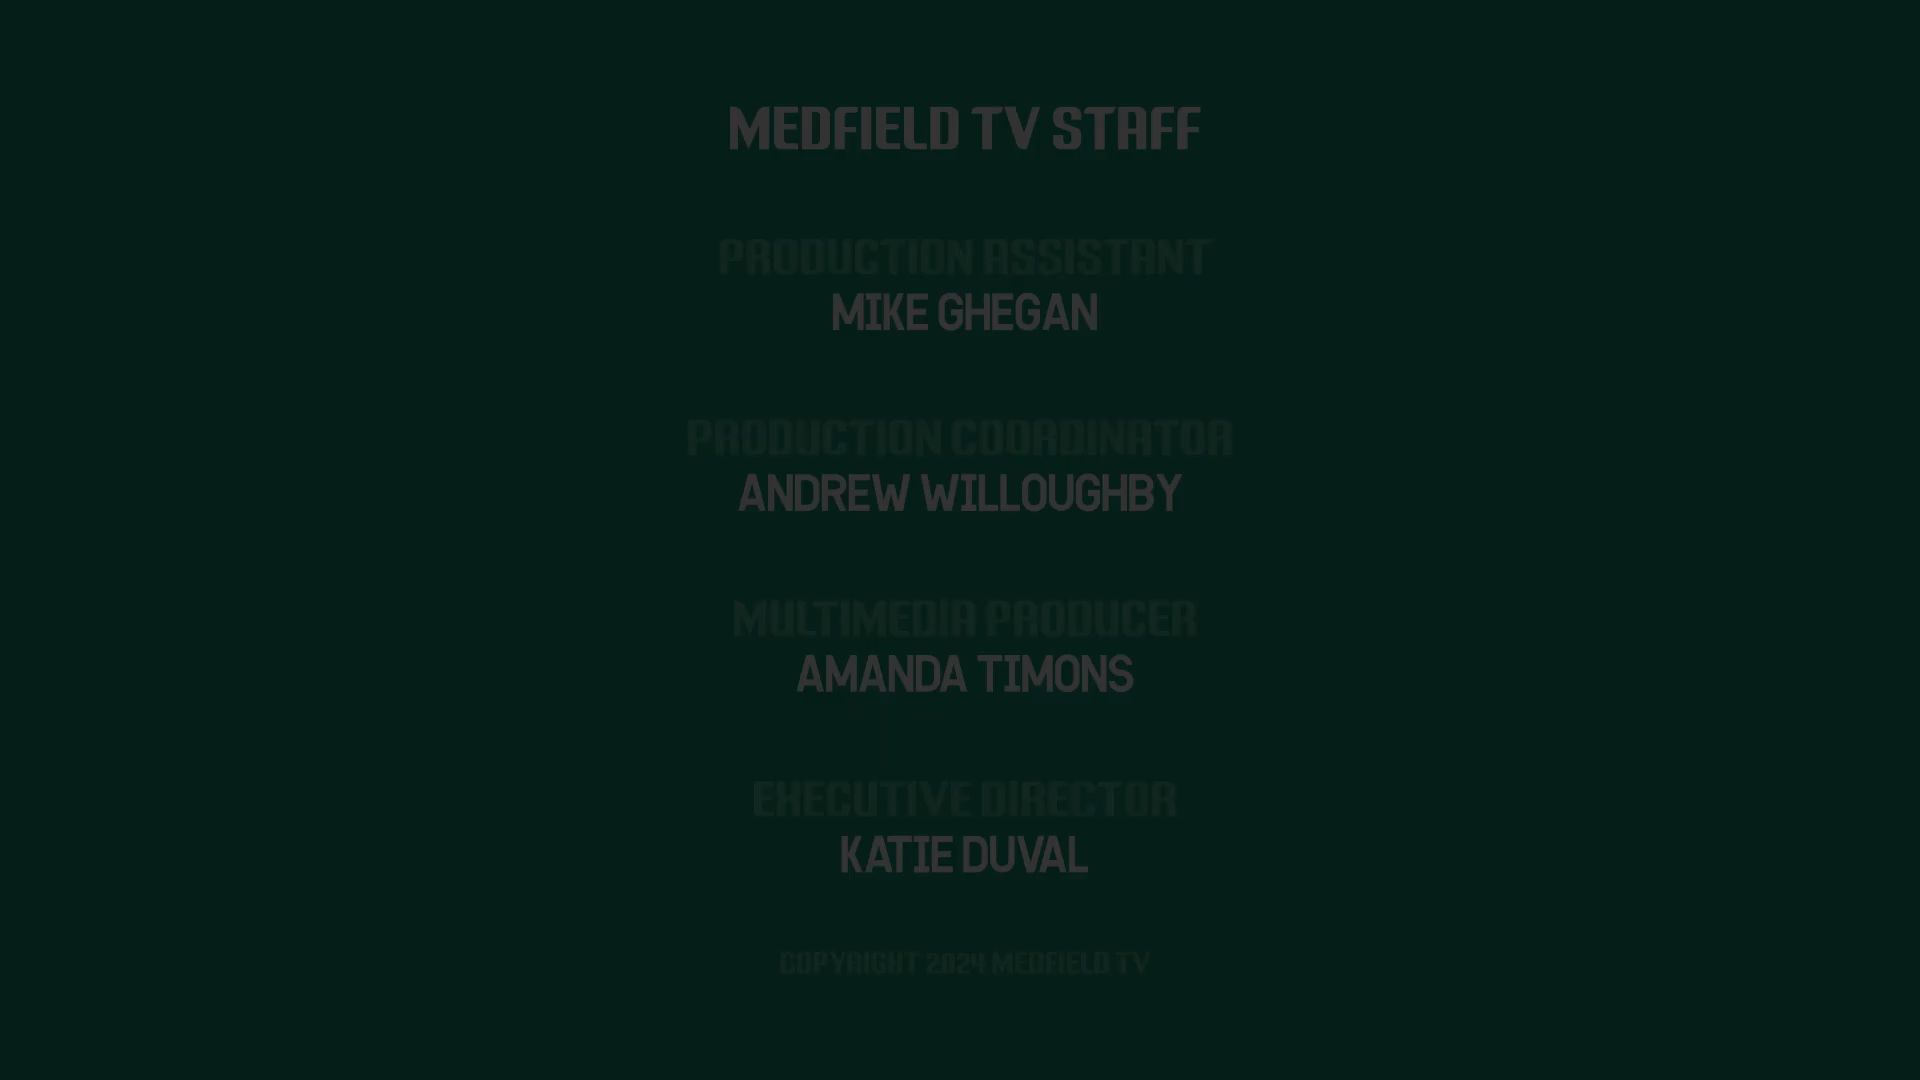 MEDFIELD TV STAFF
PRODUCTION ASSISTANT
MIKE GHEGAN
PRODUCTION COORDINATOR
ANDREW WILLOUGHBY
MULTIMEDIA PRODUCER
AMANDA TIMONS
EXECUTIVE DIRECTOR
KATIE DUVAL
COPYRIGHT 2024 MEDFIELD TV